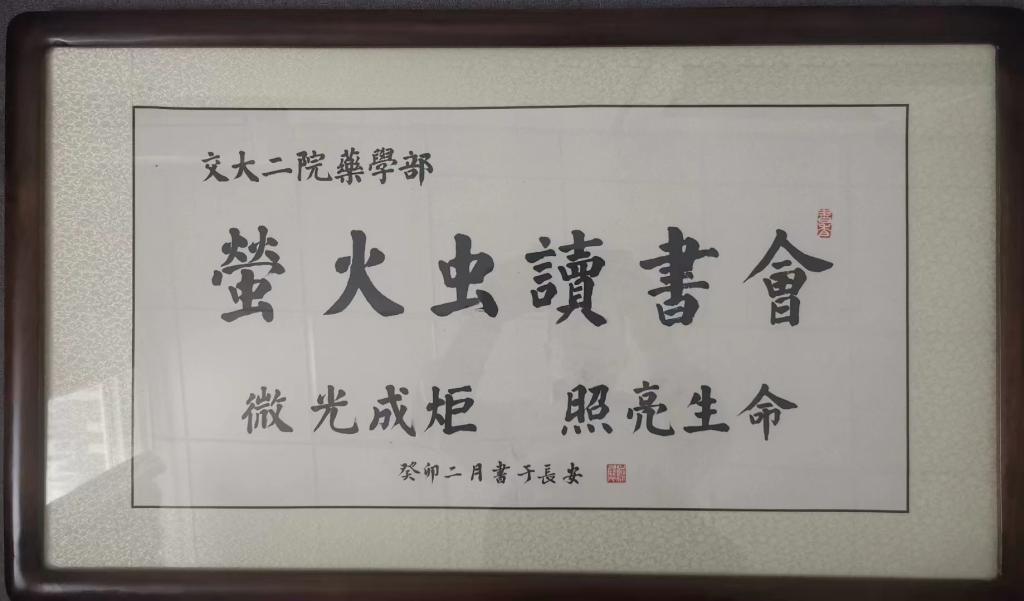 交大二院藥學部
螢火虫讀書會
微光成炬 照亮生命
癸卯二月書于長安